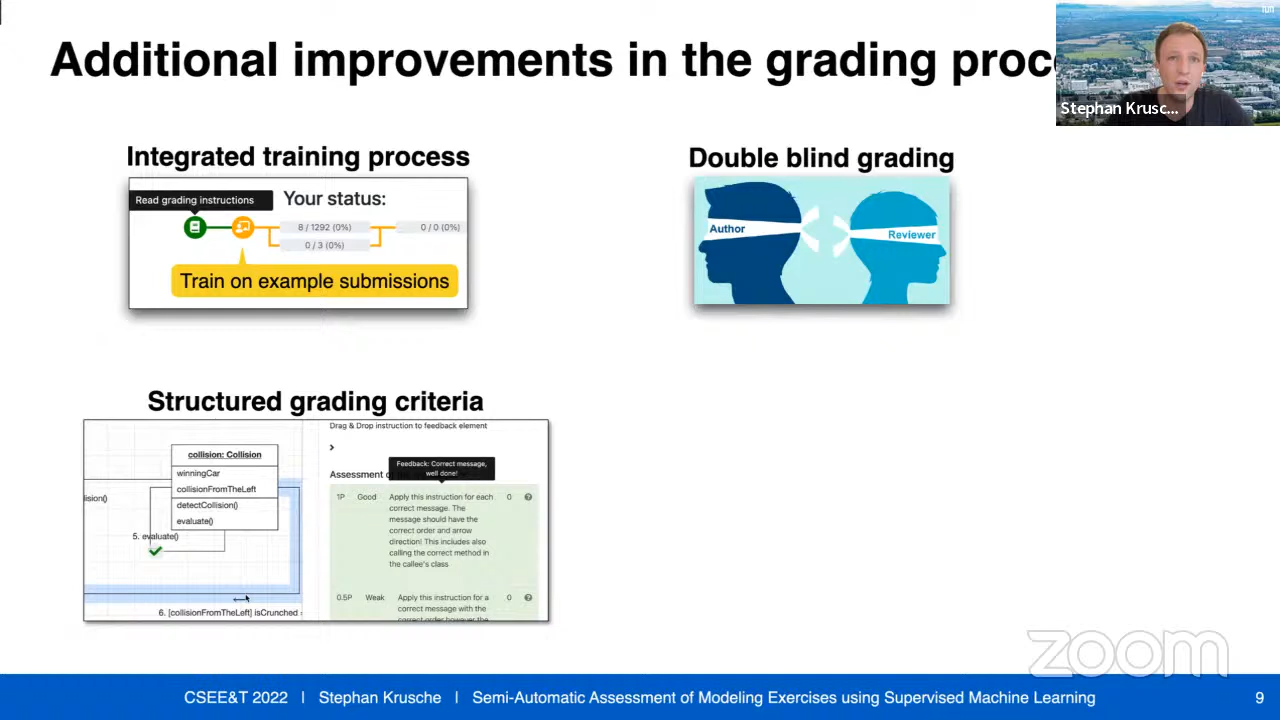 Additional improvements in the grading proc
Stephan Krusc...
Integrated training process
Read grading instructions
Your status:
8 / 1292 (0%)
0 / 0 (0%)
0 / 3 (0%)
Train on example submissions
Double blind grading
Author
Reviewer
Structured grading criteria
collision: Collision
winningCar
collisionFromTheLeft
detectCollision()
evaluate()
5. evaluate()
6. [collisionFromTheLeft] isCrunched
Drag & Drop instruction to feedback element
Feedback: Correct message,
well done!
Assessment
1P Good Apply this instruction for each 0
correct message. The
message should have the
correct order and arrow
direction! This includes also
calling the correct method in
the callee's class
0.5P Weak Apply this instruction for a 0
correct message with the
correct order however the
zoom
CSEE&T 2022 | Stephan Krusche | Semi-Automatic Assessment of Modeling Exercises using Supervised Machine Learning
9